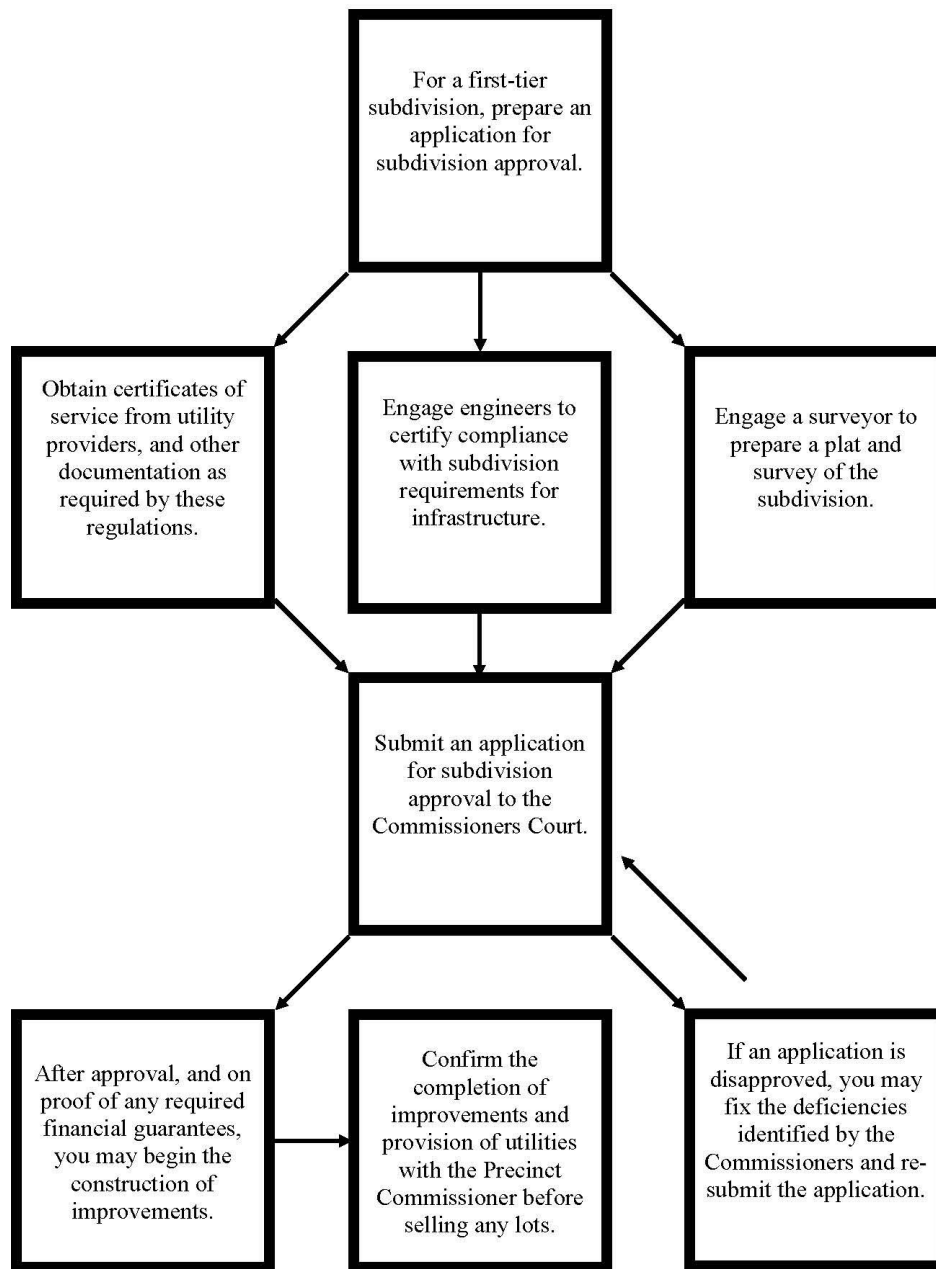 For a first-tier
subdivision, prepare an
application for
subdivision approval.
Obtain certificates of
service from utility
providers, and other
documentation as
required by these
regulations.
Engage engineers to
certify compliance
with subdivision
requirements for
infrastructure.
Engage a surveyor to
prepare a plat and
survey of the
subdivision.
Submit an application
for subdivision
approval to the
Commissioners Court.
After approval, and on
proof of any required
financial guarantees,
you may begin the
construction of
improvements.
Confirm the
completion of
improvements and
provision of utilities
with the Precinct
Commissioner before
selling any lots.
If an application is
disapproved, you may
fix the deficiencies
identified by the
Commissioners and re-
submit the application.